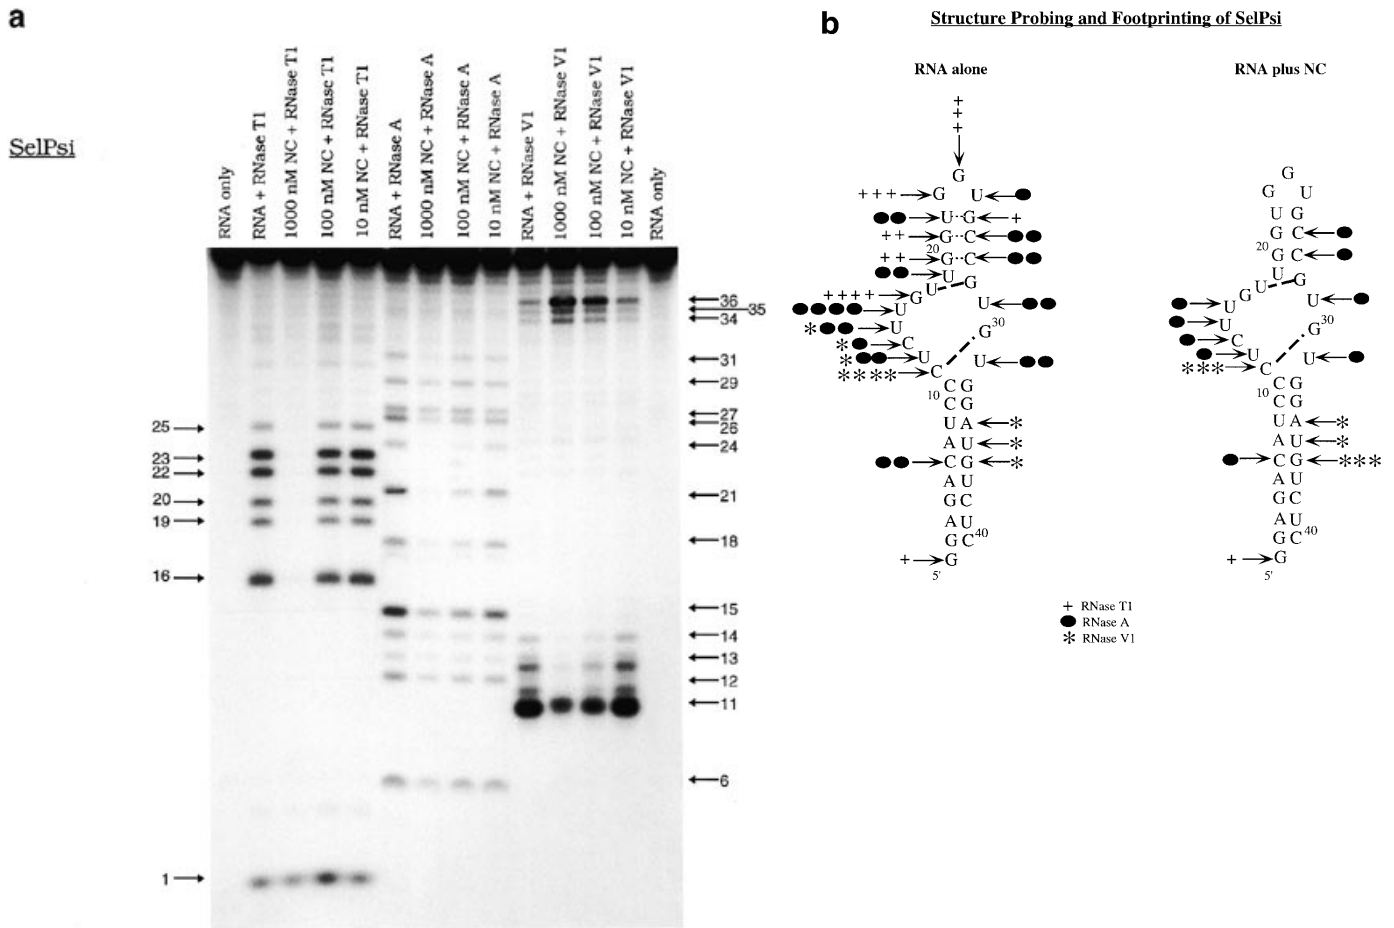 a
SelPsi
RNA only
RNA + RNase T1
1000 nM NC + RNase T1
100 nM NC + RNase T1
10 nM NC + RNase T1
RNA + RNase A
1000 nM NC + RNase A
100 nM NC + RNase A
10 nM NC + RNase A
RNA + RNase V1
1000 nM NC + RNase V1
100 nM NC + RNase V1
10 nM NC + RNase V1
RNA only
25
23
22
20
19
16
1
36
35
34
31
29
27
26
24
21
18
15
14
13
12
11
6
b
Structure Probing and Footprinting of SelPsi
RNA alone
+
+
+
G
+++ G U
U G +
++ G C
20
++ G C
U
++++ G U G
U U
* U G 30
* C
* U U
**** C
C G
10
C G
U A *
A U *
C G *
A U
G C
A U
G C 40
+ G
5'
RNA plus NC
G
G U
U G
G C
20
G C
U
G U G
U U
U G 30
C
U U
*** C
C G
10
C G
U A *
A U *
C G ***
A U
G C
A U
G C 40
+ G
5'
+ RNase T1
RNase A
* RNase V1